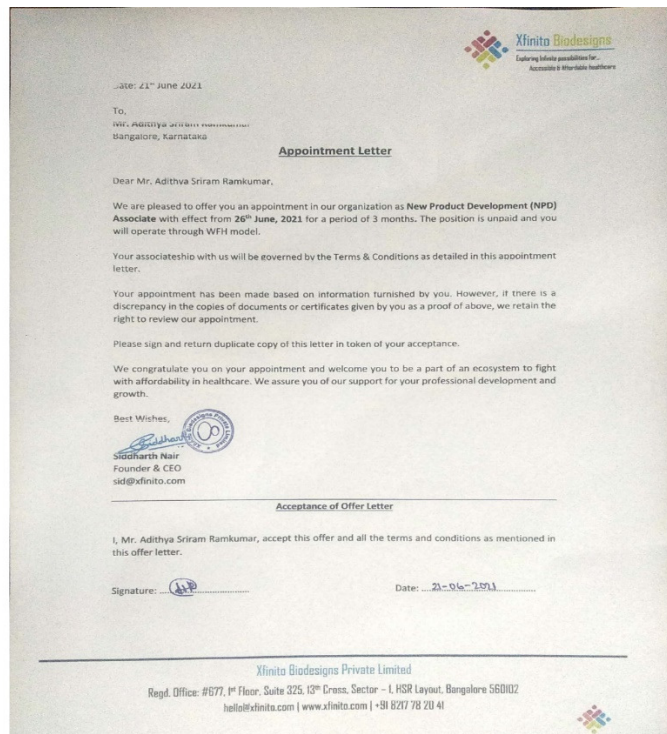 Xfinito Biodesigns
Exploring Infinite possibilities for...
Accessible & Affordable healthcare
Date: 21st June 2021
To,
Mr. Adithya Sriram Ramkumar
Bangalore, Karnataka
Appointment Letter
Dear Mr. Adithya Sriram Ramkumar,
We are pleased to offer you an appointment in our organization as New Product Development (NPD)
Associate with effect from 26th June, 2021 for a period of 3 months. The position is unpaid and you
will operate through WFH model.
Your associateship with us will be governed by the Terms & Conditions as detailed in this appointment
letter.
Your appointment has been made based on information furnished by you. However, if there is a
discrepancy in the copies of documents or certificates given by you as a proof of above, we retain the
right to review our appointment.
Please sign and return duplicate copy of this letter in token of your acceptance.
We congratulate you on your appointment and welcome you to be a part of an ecosystem to fight
with affordability in healthcare. We assure you of our support for your professional development and
growth.
Best Wishes,
Siddharth Nair
Founder & CEO
sid@xfinito.com
Acceptance of Offer Letter
I, Mr. Adithya Sriram Ramkumar, accept this offer and all the terms and conditions as mentioned in
this offer letter.
Signature: Date: 21-06-2021
Xfinito Biodesigns Private Limited
Regd. Office: #677, 1st Floor, Suite 325, 13th Cross, Sector – 1, HSR Layout, Bangalore 560102
hello@xfinito.com | www.xfinito.com | +91 8217 78 20 41